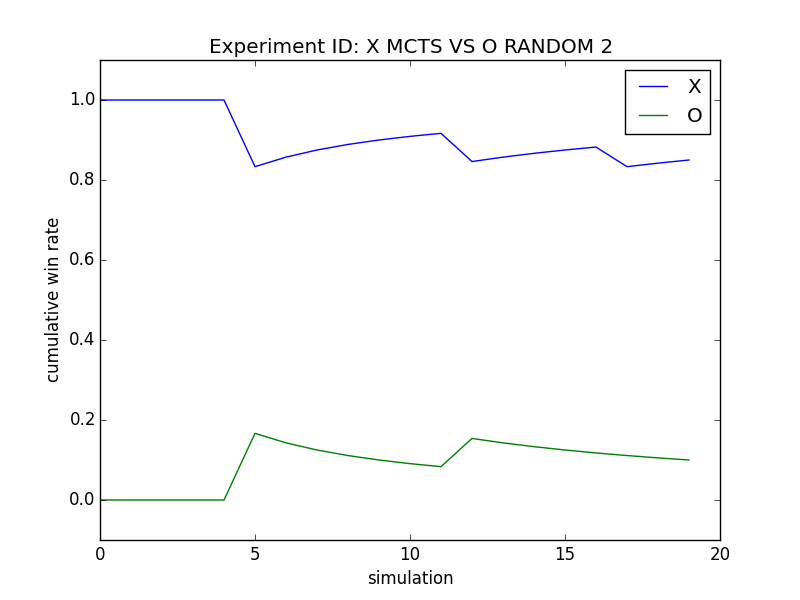 Experiment ID: X MCTS VS O RANDOM 2
X
O
1.0
0.8
0.6
0.4
0.2
0.0
cumulative win rate
0 5 10 15 20
simulation